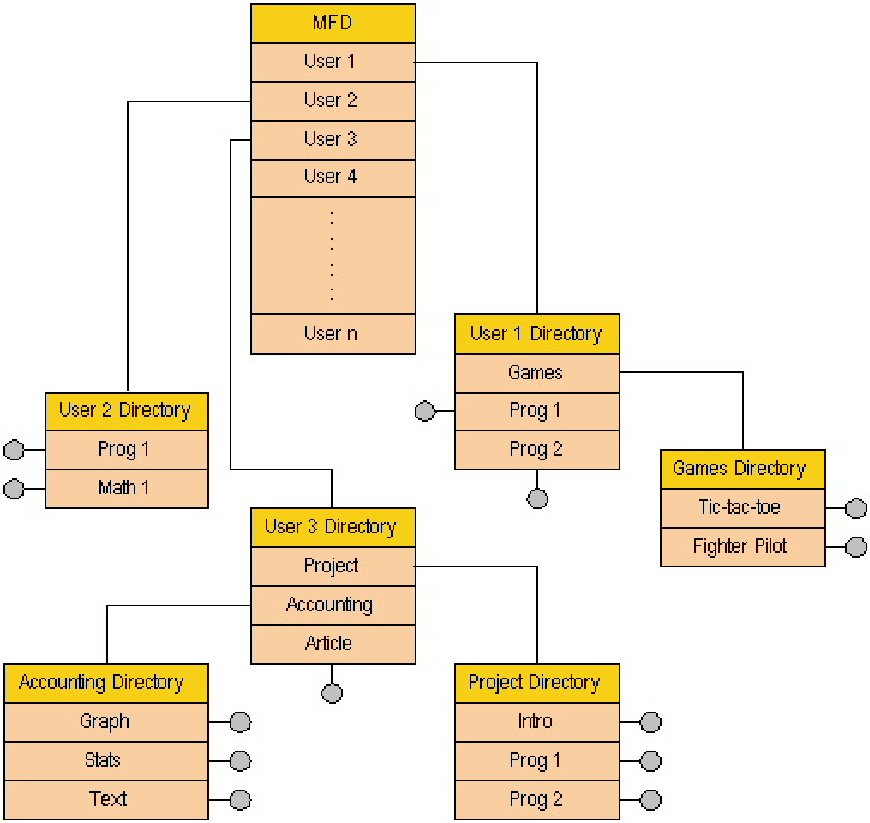 MFD
User 1
User 2
User 3
User 4
:
:
:
:
User n
User 1 Directory
Games
Prog 1
Prog 2
User 2 Directory
Prog 1
Math 1
Games Directory
Tic-tac-toe
Fighter Pilot
User 3 Directory
Project
Accounting
Article
Accounting Directory
Graph
Stats
Text
Project Directory
Intro
Prog 1
Prog 2